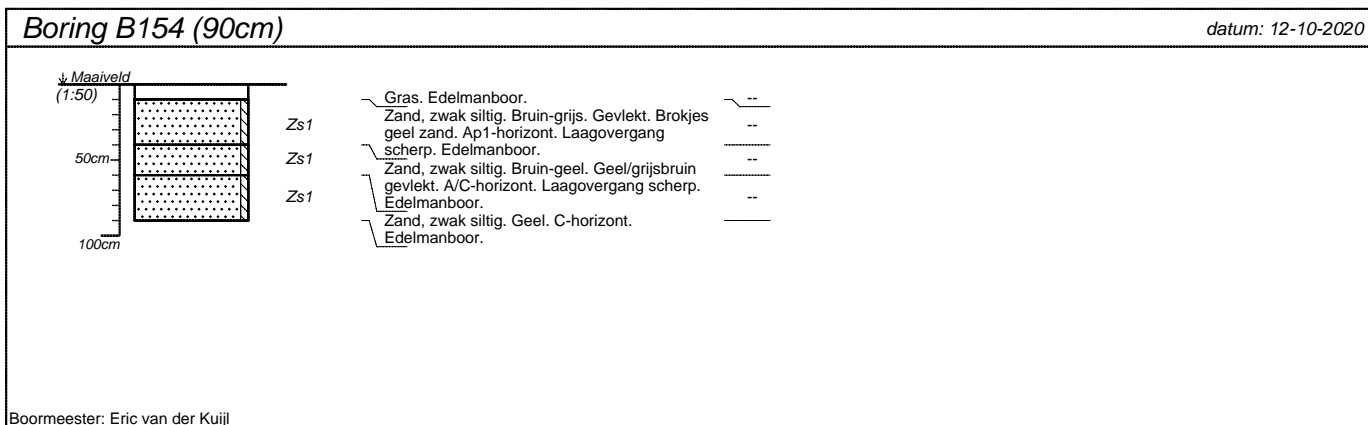 Boring B154 (90cm)
datum: 12-10-2020
Maaiveld
(1:50)
50cm
100cm
Zs1
Zs1
Zs1
Gras. Edelmanboor.
Zand, zwak siltig. Bruin-grijs. Gevlekt. Brokjes
geel zand. Ap1-horizont. Laagovergang
scherp. Edelmanboor.
Zand, zwak siltig. Bruin-geel. Geel/grijsbruin
gevlekt. A/C-horizont. Laagovergang scherp.
Edelmanboor.
Zand, zwak siltig. Geel. C-horizont.
Edelmanboor.
--
--
--
--
Boormeester: Eric van der Kuijl